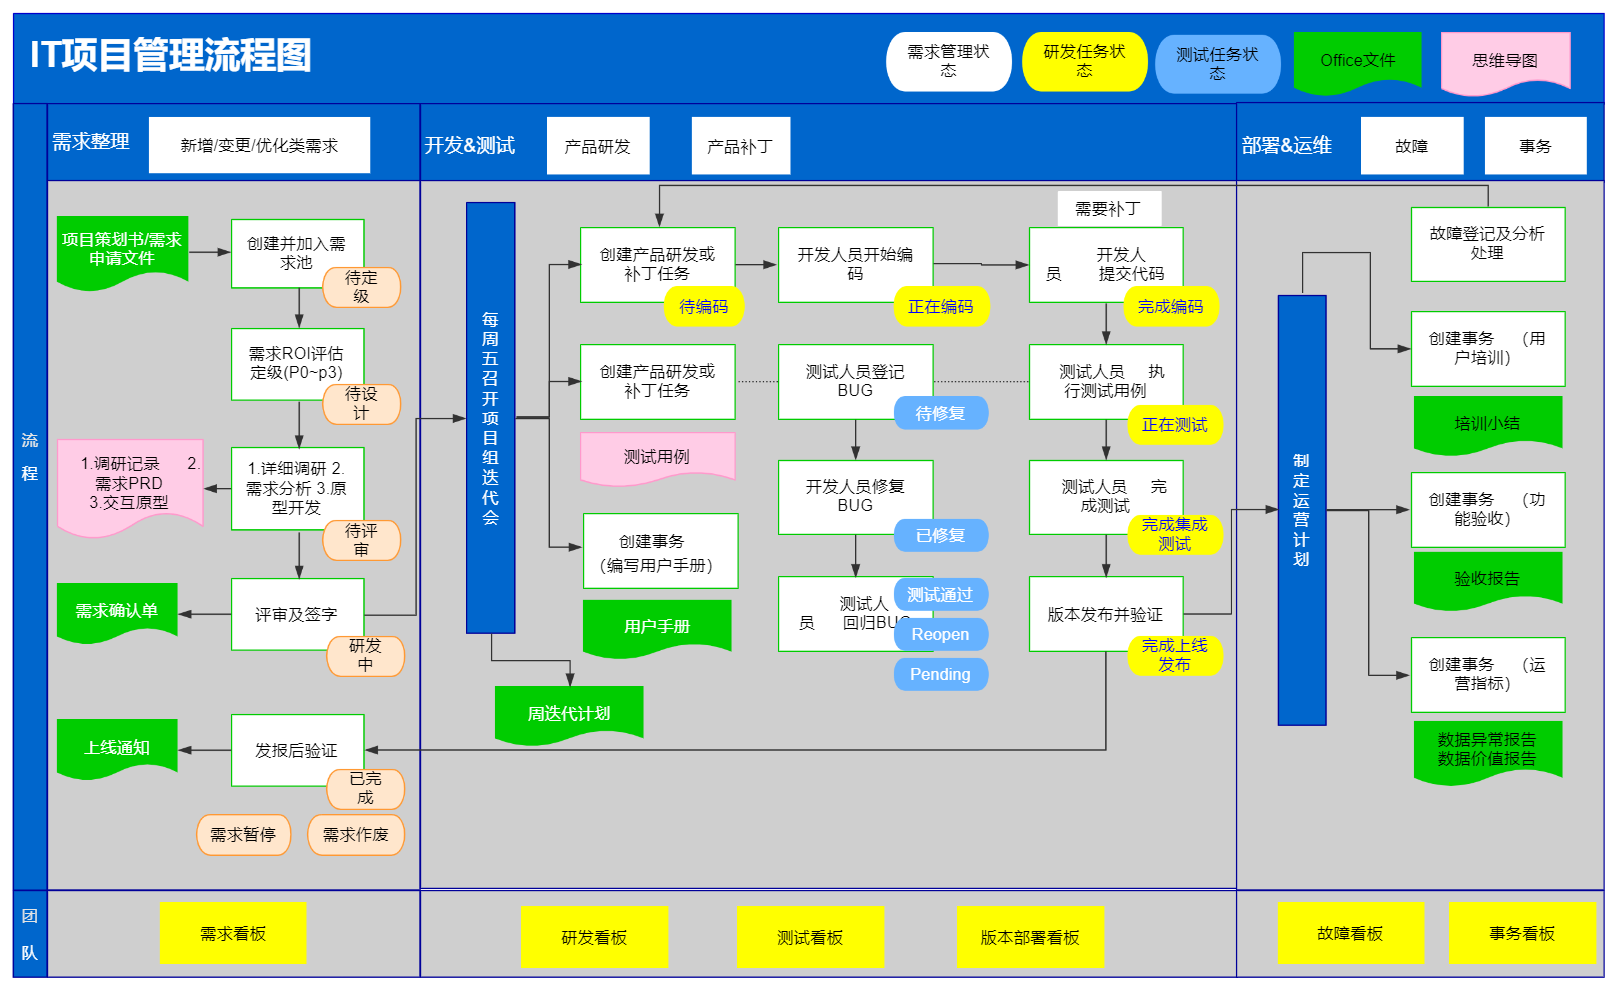 IT项目管理流程图
需求管理状
态
研发任务状
态
测试任务状
态
Office文件
思维导图
需求整理
新增/变更/优化类需求
开发&测试
产品研发
产品补丁
部署&运维
故障
事务
流
程
项目策划书/需求
申请文件
创建并加入需
求池
待定
级
需求ROI评估
定级(P0~p3)
待设
计
1.调研记录 2.
需求PRD
3.交互原型
1.详细调研 2.
需求分析 3.原
型开发
待评
审
需求确认单
评审及签字
研发
中
上线通知
发报后验证
已完
成
需求暂停
需求作废
每
周
五
召
开
项
目
组
迭
代
会
周迭代计划
创建产品研发或
补丁任务
待编码
开发人员开始编
码
正在编码
需要补丁
开发人
员 提交代码
完成编码
创建产品研发或
补丁任务
测试用例
测试人员登记
BUG
待修复
测试人员 执
行测试用例
正在测试
开发人员修复
BUG
已修复
测试人员 完
成测试
完成集成
测试
创建事务
（编写用户手册）
用户手册
测试人
员 回归BUG
测试通过
Reopen
Pending
版本发布并验证
完成上线
发布
制
定
运
营
计
划
故障登记及分析
处理
创建事务 （用
户培训）
培训小结
创建事务 （功
能验收）
验收报告
创建事务 （运
营指标）
数据异常报告
数据价值报告
团
队
需求看板
研发看板
测试看板
版本部署看板
故障看板
事务看板